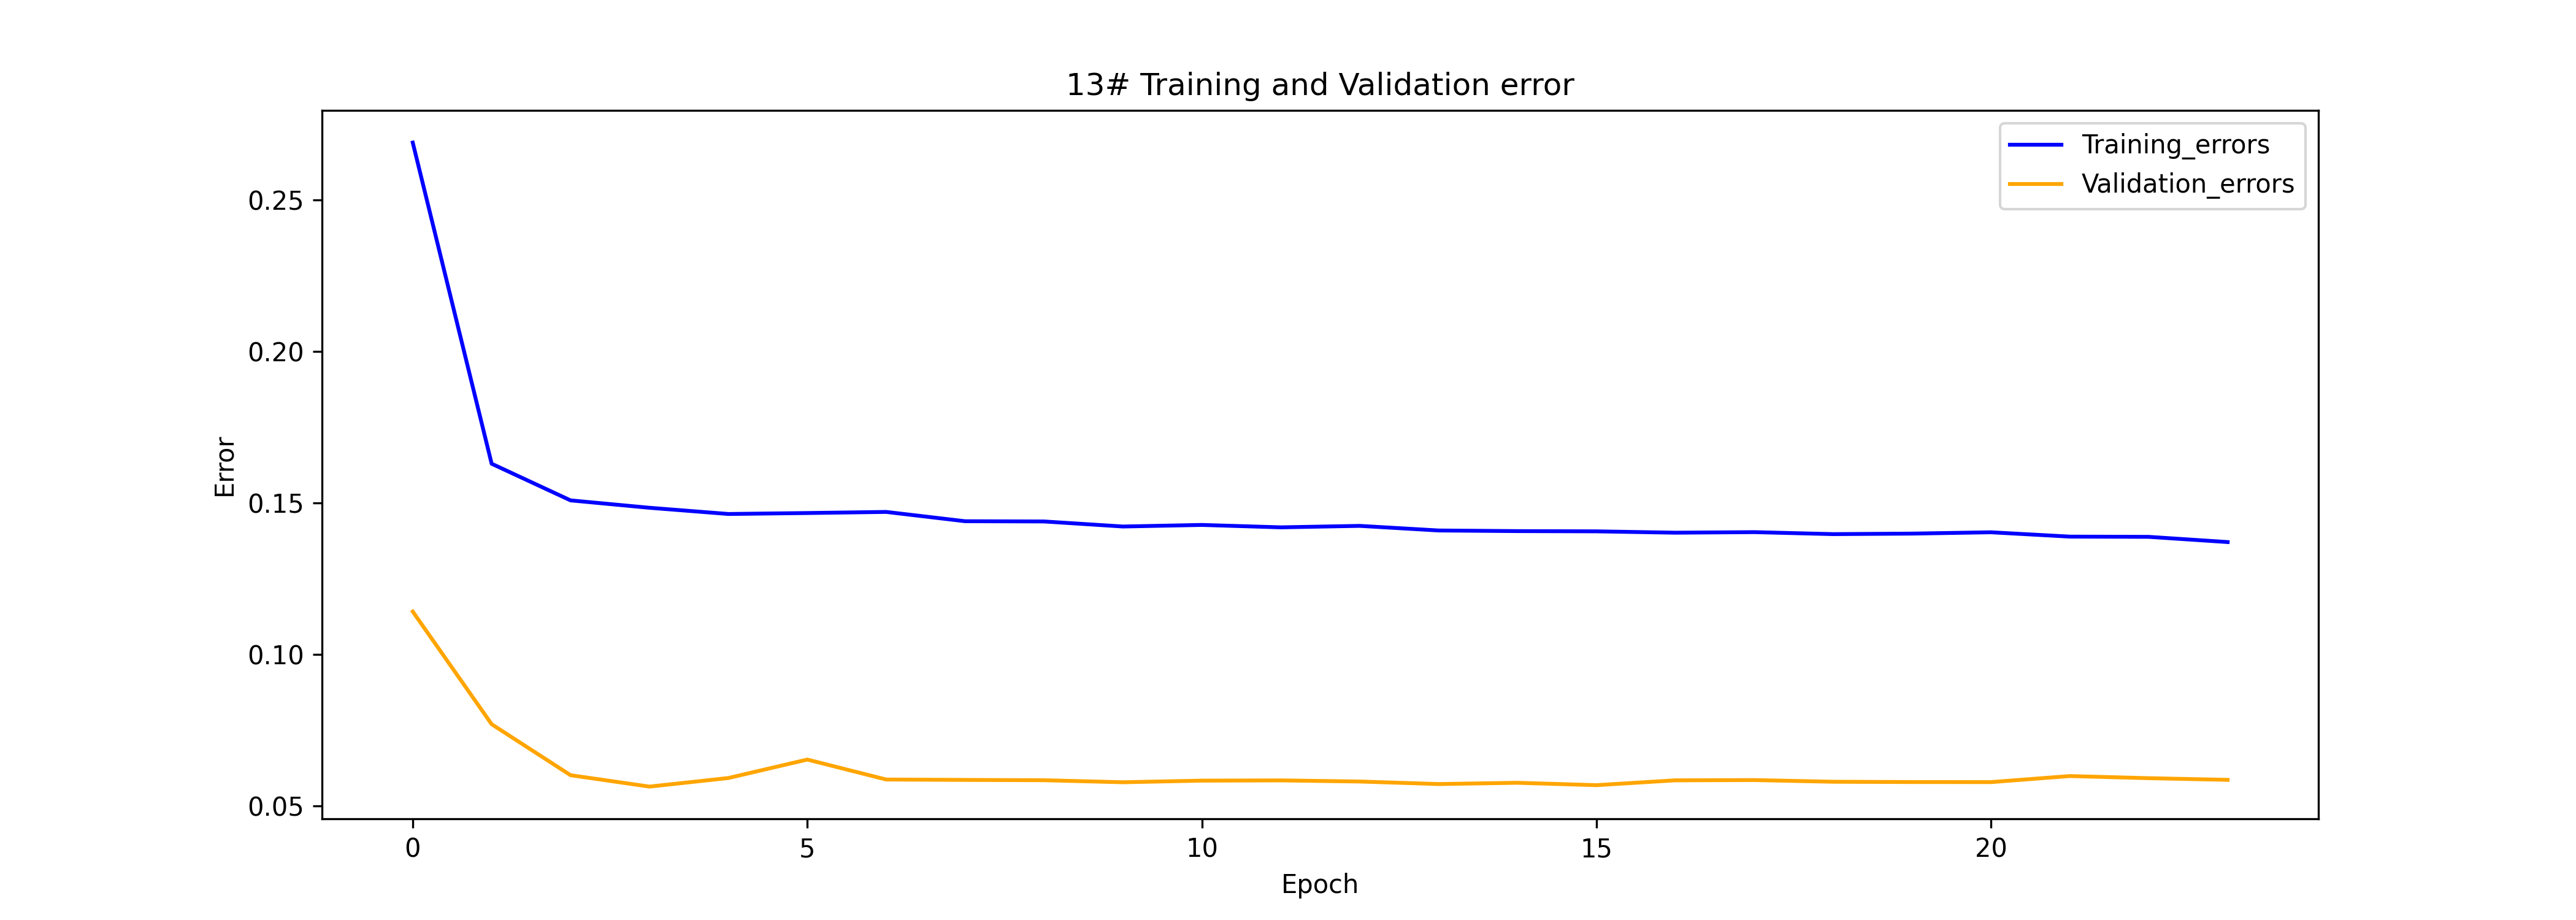 13# Training and Validation error
Training_errors
Validation_errors
Error
0.25
0.20
0.15
0.10
0.05
0 5 10 15 20
Epoch